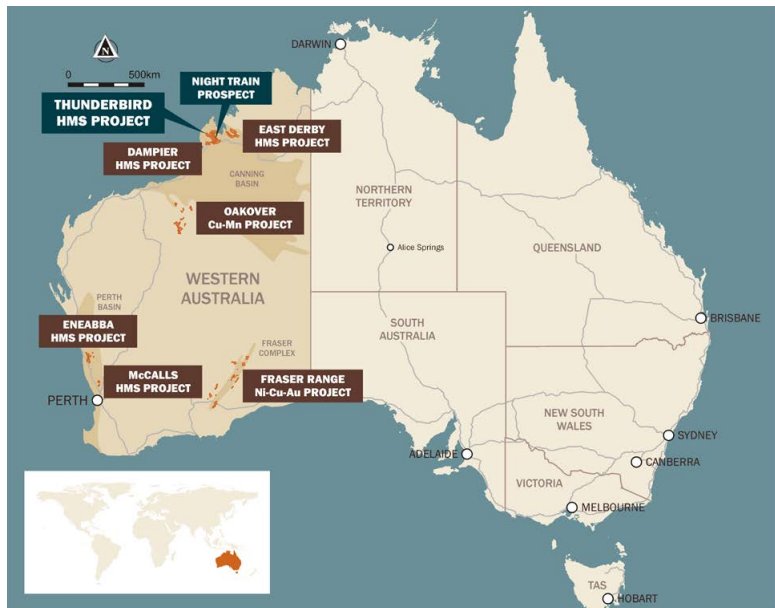 N
0 500km
DARWIN
NIGHT TRAIN
PROSPECT
THUNDERBIRD
HMS PROJECT
EAST DERBY
HMS PROJECT
DAMPIER
HMS PROJECT
CANNING
BASIN
NORTHERN
TERRITORY
OAKOVER
Cu-Mn PROJECT
Alice Springs
QUEENSLAND
WESTERN
AUSTRALIA
PERTH
BASIN
SOUTH
AUSTRALIA
BRISBANE
ENEABBA
HMS PROJECT
FRASER
COMPLEX
McCALLS
HMS PROJECT
FRASER RANGE
Ni-Cu-Au PROJECT
PERTH
NEW SOUTH
WALES
SYDNEY
ADELAIDE
CANBERRA
VICTORIA
MELBOURNE
TAS
HOBART